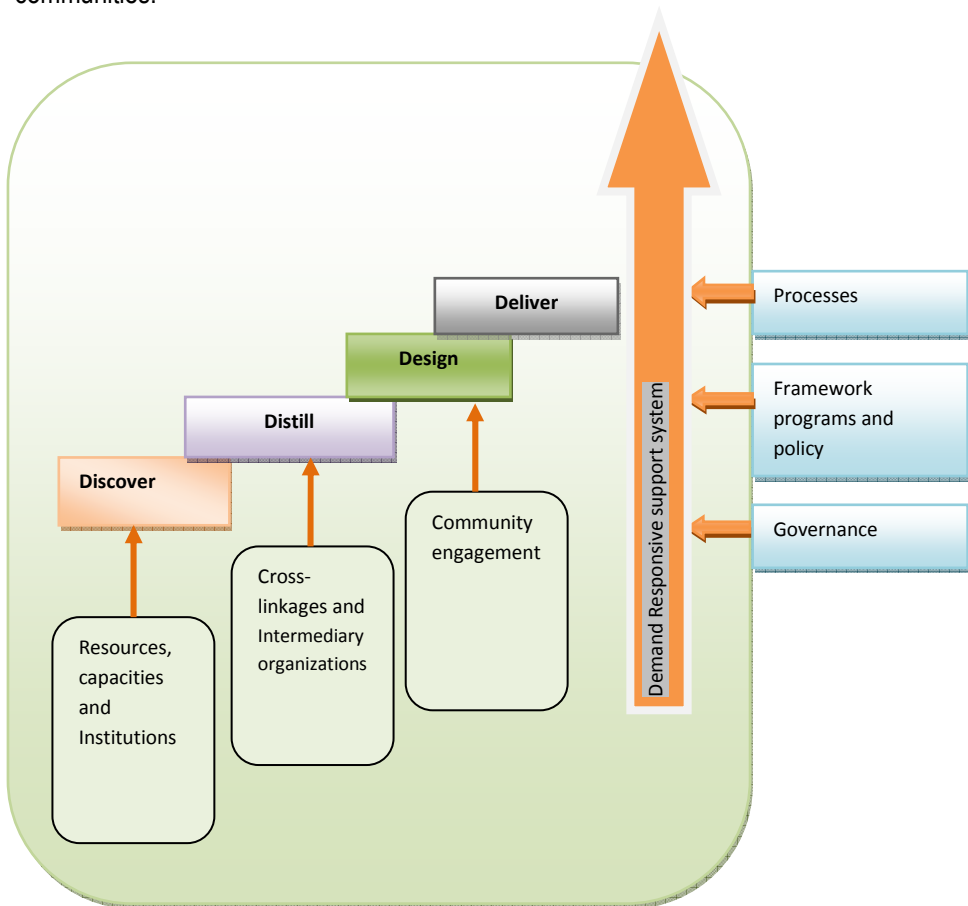 communities.
Deliver
Processes
Design
Framework
programs and
policy
Distill
Discover
Community
engagement
Governance
Cross-
linkages and
Intermediary
organizations
Resources,
capacities
and
Institutions
Demand Responsive support system